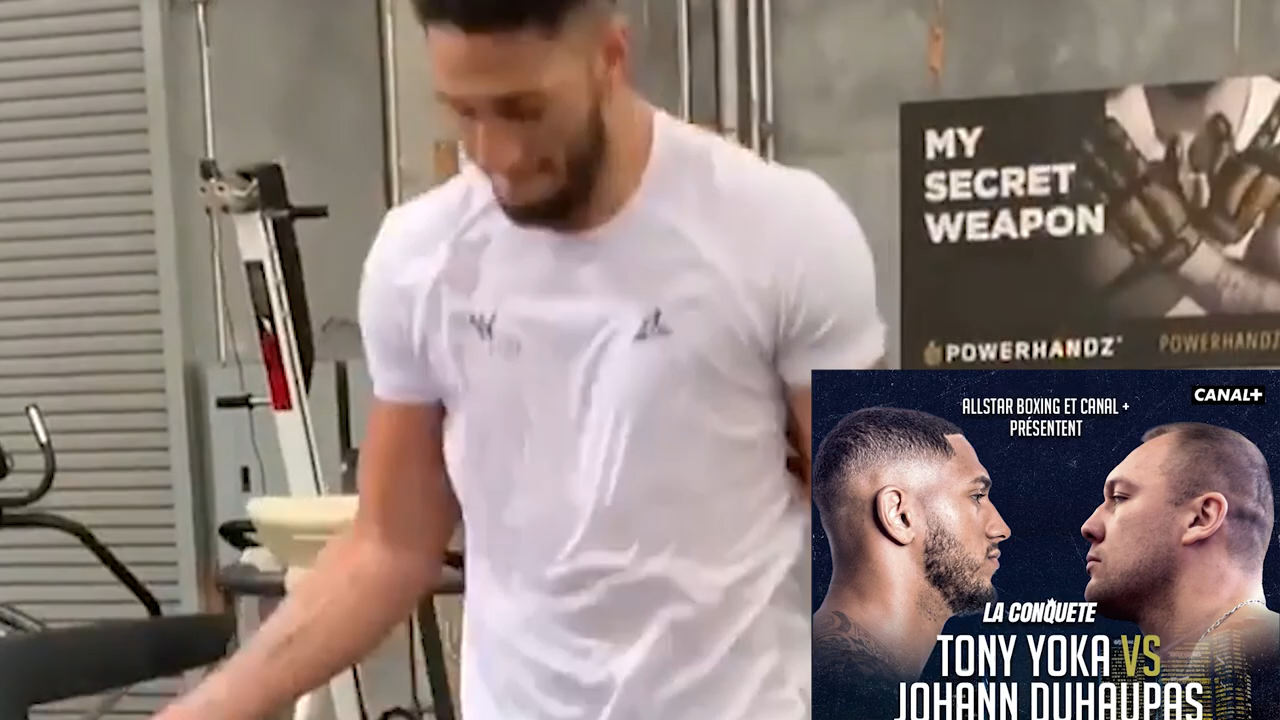 MY
SECRET
WEAPON
POWERHANDZ
POWERHANDZ
CANAL+
ALLSTAR BOXING ET CANAL +
PRÉSENTENT
LA CONQUETE
TONY YOKA VS
JOHANN DUHAUPAS